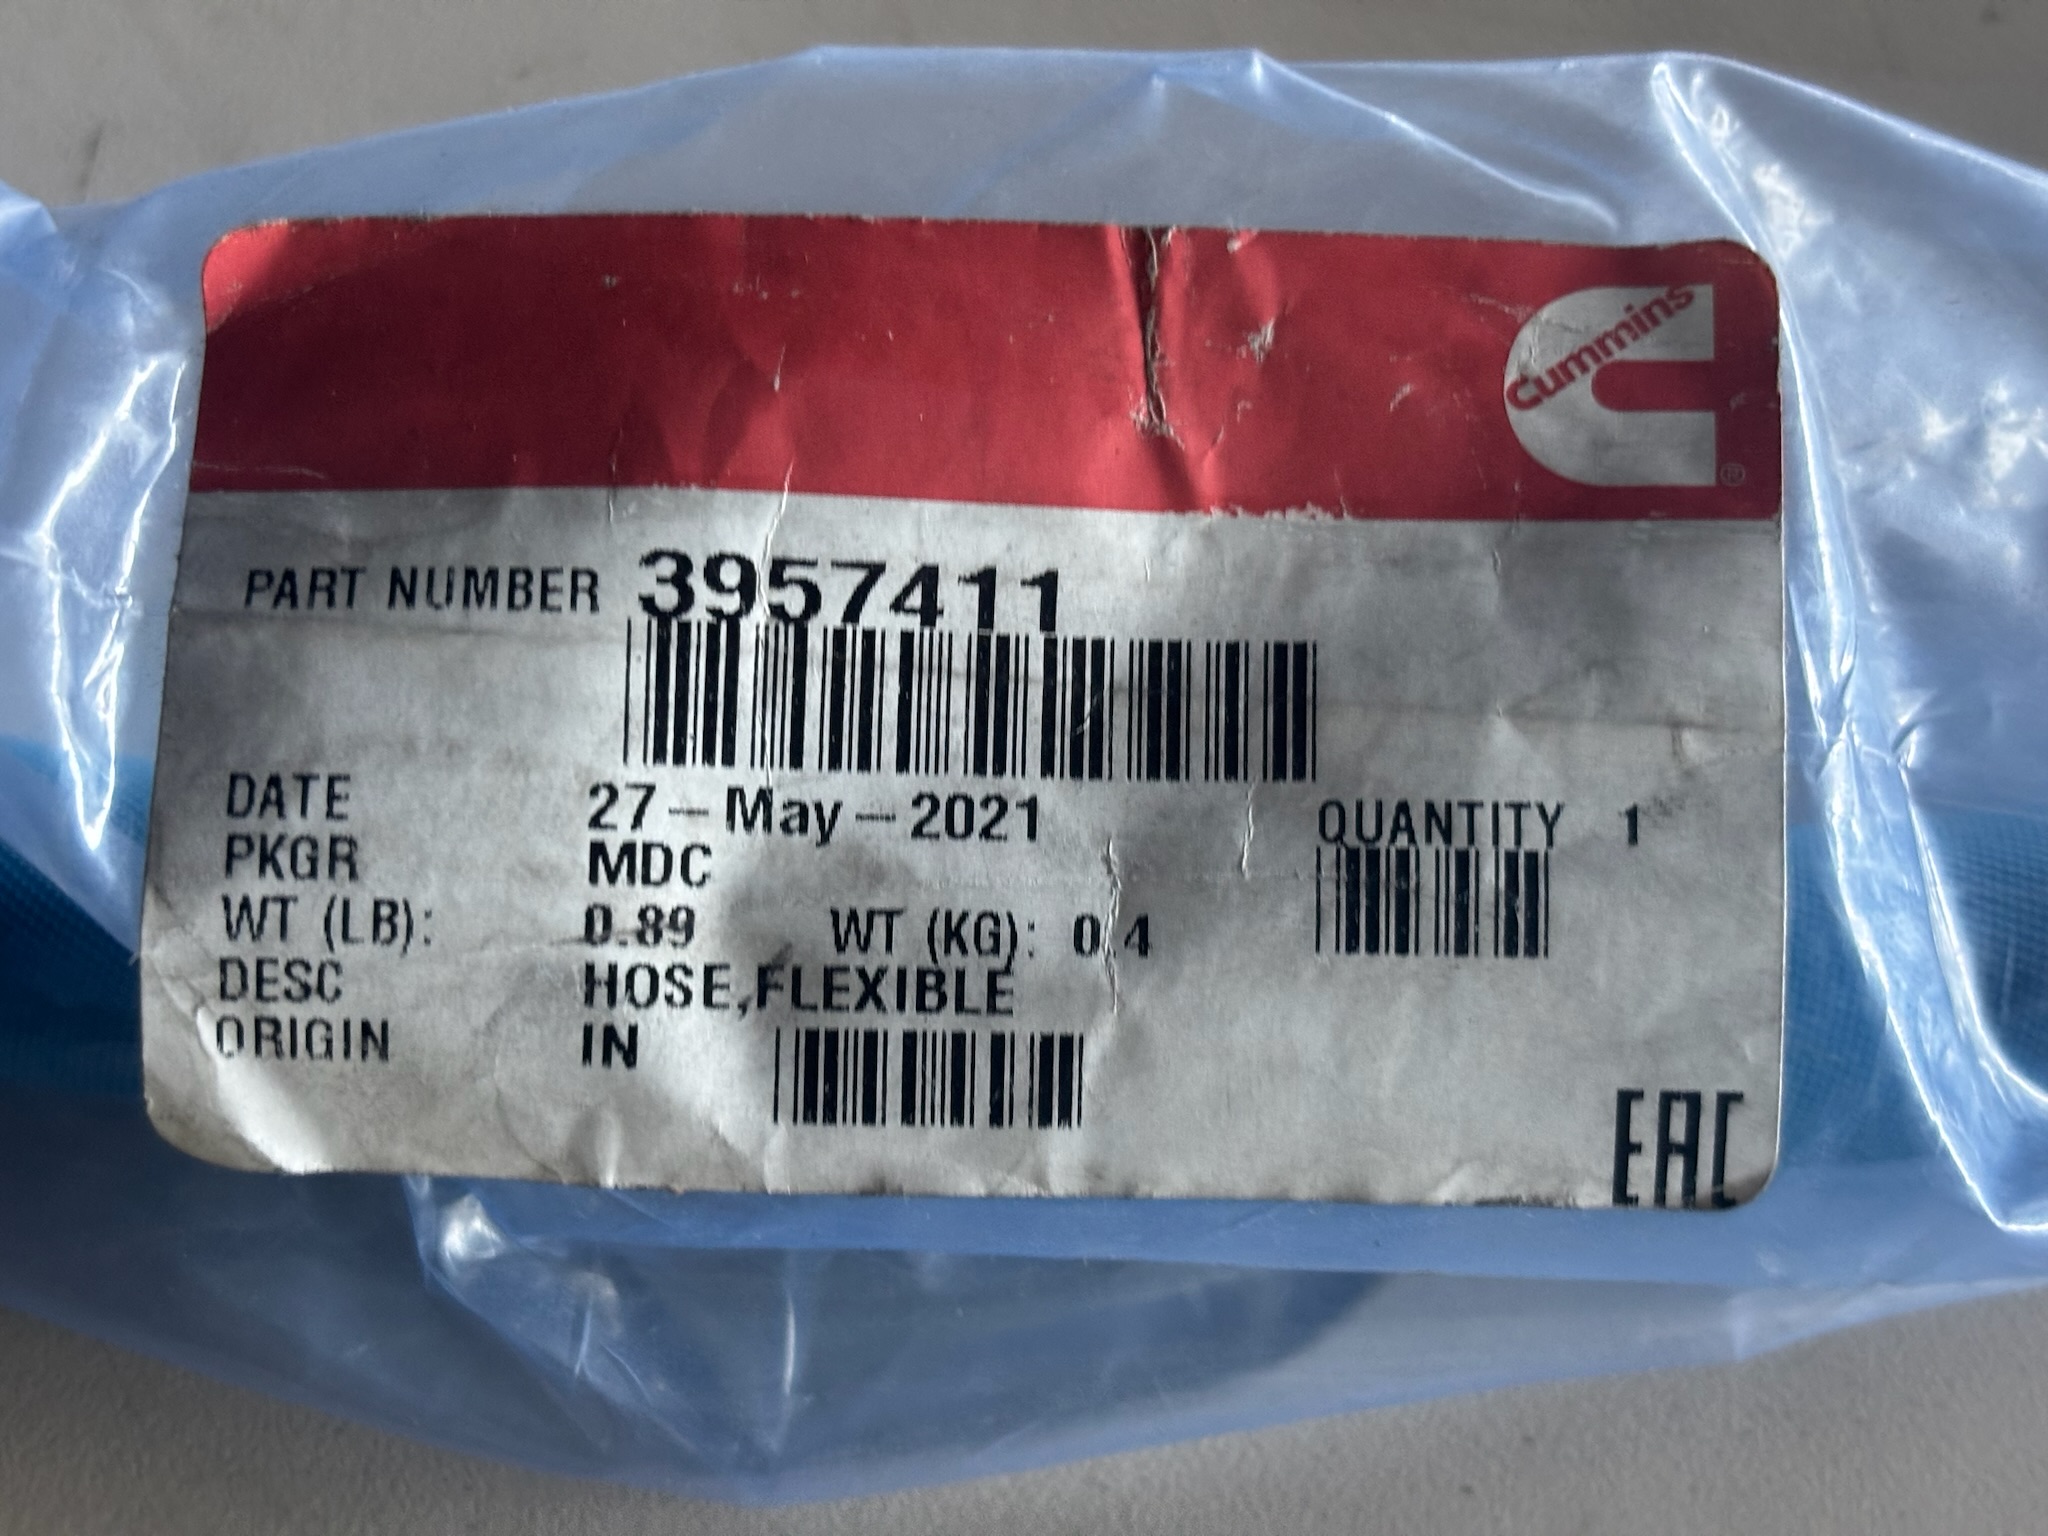 cummins
®
PART NUMBER 3957411
DATE 27-May-2021 QUANTITY 1
PKGR MDC
WT (LB): 0.89 WT (KG): 0.4
DESC HOSE,FLEXIBLE
ORIGIN IN
EAC